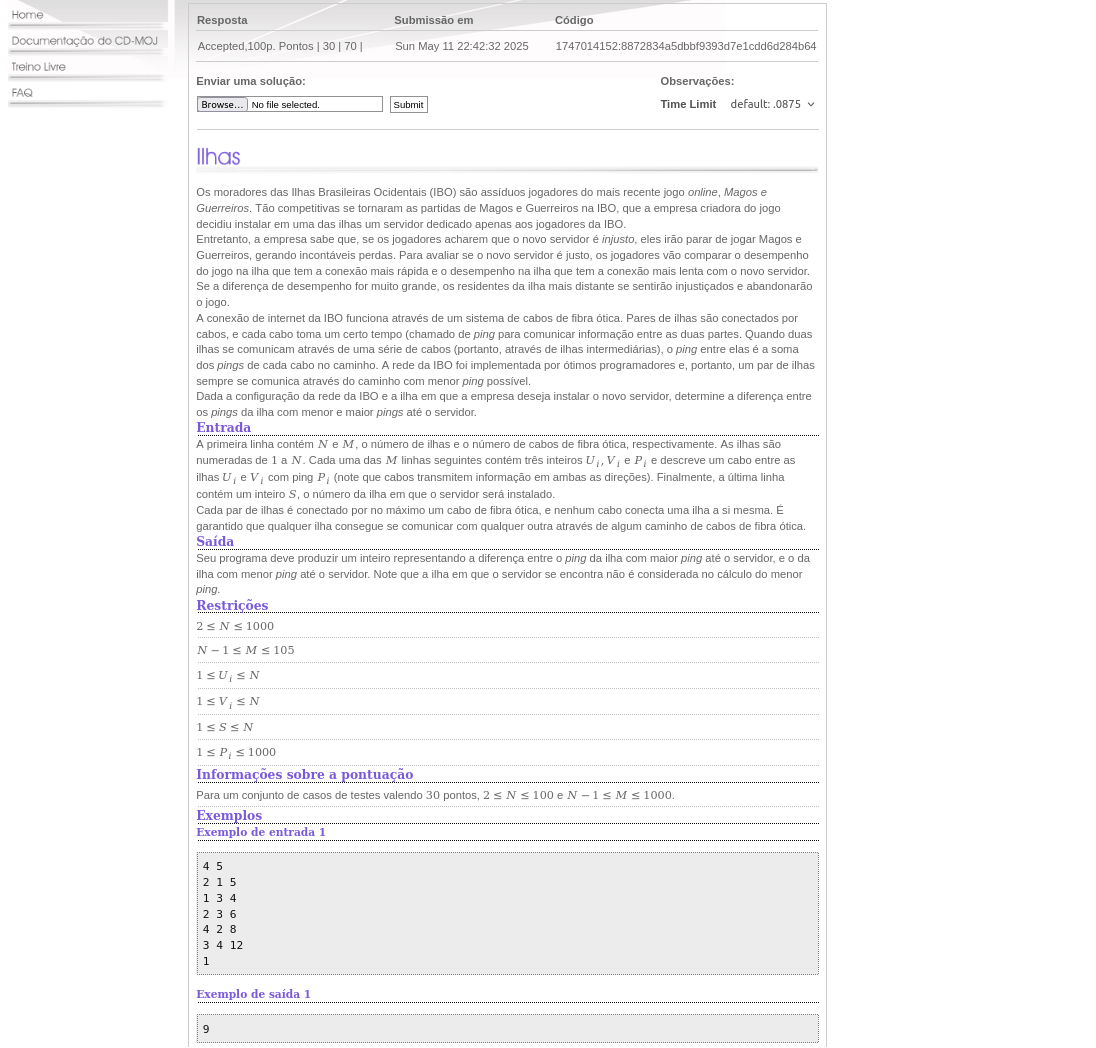 Home
Documentação do CD-MOJ
Treino Livre
FAQ
Resposta Submissão em Código
Accepted,100p. Pontos | 30 | 70 | Sun May 11 22:42:32 2025 1747014152:8872834a5dbbf9393d7e1cdd6d284b64
Enviar uma solução: Observações:
Browse... No file selected. Submit Time Limit default: .0875
Ilhas
Os moradores das Ilhas Brasileiras Ocidentais (IBO) são assíduos jogadores do mais recente jogo online, Magos e
Guerreiros. Tão competitivas se tornaram as partidas de Magos e Guerreiros na IBO, que a empresa criadora do jogo
decidiu instalar em uma das ilhas um servidor dedicado apenas aos jogadores da IBO.
Entretanto, a empresa sabe que, se os jogadores acharem que o novo servidor é injusto, eles irão parar de jogar Magos e
Guerreiros, gerando incontáveis perdas. Para avaliar se o novo servidor é justo, os jogadores vão comparar o desempenho
do jogo na ilha que tem a conexão mais rápida e o desempenho na ilha que tem a conexão mais lenta com o novo servidor.
Se a diferença de desempenho for muito grande, os residentes da ilha mais distante se sentirão injustiçados e abandonarão
o jogo.
A conexão de internet da IBO funciona através de um sistema de cabos de fibra ótica. Pares de ilhas são conectados por
cabos, e cada cabo toma um certo tempo (chamado de ping para comunicar informação entre as duas partes. Quando duas
ilhas se comunicam através de uma série de cabos (portanto, através de ilhas intermediárias), o ping entre elas é a soma
dos pings de cada cabo no caminho. A rede da IBO foi implementada por ótimos programadores e, portanto, um par de ilhas
sempre se comunica através do caminho com menor ping possível.
Dada a configuração da rede da IBO e a ilha em que a empresa deseja instalar o novo servidor, determine a diferença entre
os pings da ilha com menor e maior pings até o servidor.
Entrada
A primeira linha contém N e M, o número de ilhas e o número de cabos de fibra ótica, respectivamente. As ilhas são
numeradas de 1 a N. Cada uma das M linhas seguintes contém três inteiros U_i, V_i e P_i e descreve um cabo entre as
ilhas U_i e V_i com ping P_i (note que cabos transmitem informação em ambas as direções). Finalmente, a última linha
contém um inteiro S, o número da ilha em que o servidor será instalado.
Cada par de ilhas é conectado por no máximo um cabo de fibra ótica, e nenhum cabo conecta uma ilha a si mesma. É
garantido que qualquer ilha consegue se comunicar com qualquer outra através de algum caminho de cabos de fibra ótica.
Saída
Seu programa deve produzir um inteiro representando a diferença entre o ping da ilha com maior ping até o servidor, e o da
ilha com menor ping até o servidor. Note que a ilha em que o servidor se encontra não é considerada no cálculo do menor
ping.
Restrições
2 ≤ N ≤ 1000
N − 1 ≤ M ≤ 105
1 ≤ U_i ≤ N
1 ≤ V_i ≤ N
1 ≤ S ≤ N
1 ≤ P_i ≤ 1000
Informações sobre a pontuação
Para um conjunto de casos de testes valendo 30 pontos, 2 ≤ N ≤ 100 e N − 1 ≤ M ≤ 1000.
Exemplos
Exemplo de entrada 1
4 5
2 1 5
1 3 4
2 3 6
4 2 8
3 4 12
1
Exemplo de saída 1
9